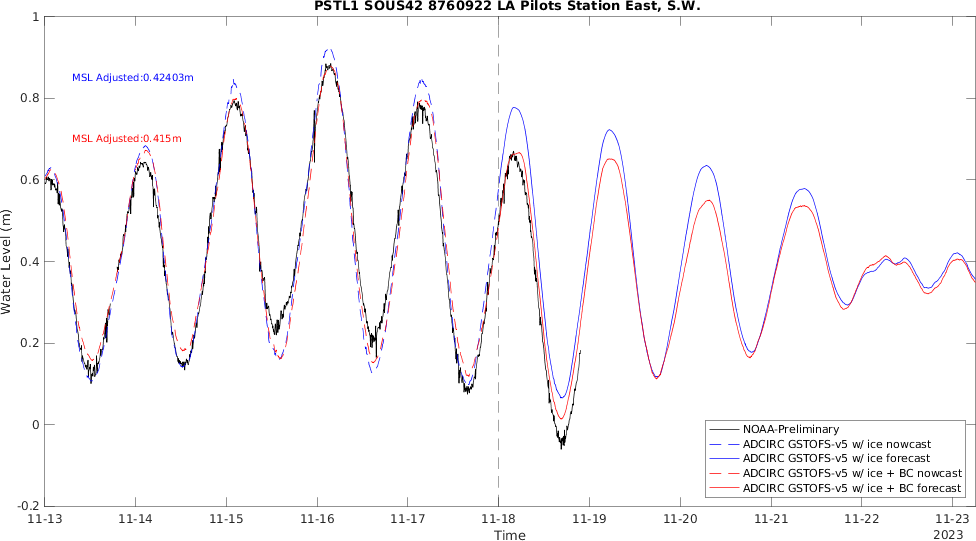 PSTL1 SOUS42 8760922 LA Pilots Station East, S.W.
MSL Adjusted:0.42403m
MSL Adjusted:0.415m
Water Level (m)
1
0.8
0.6
0.4
0.2
0
-0.2
NOAA-Preliminary
ADCIRC GSTOFS-v5 w/ ice nowcast
ADCIRC GSTOFS-v5 w/ ice forecast
ADCIRC GSTOFS-v5 w/ ice + BC nowcast
ADCIRC GSTOFS-v5 w/ ice + BC forecast
11-13 11-14 11-15 11-16 11-17 11-18 11-19 11-20 11-21 11-22 11-23
Time
2023